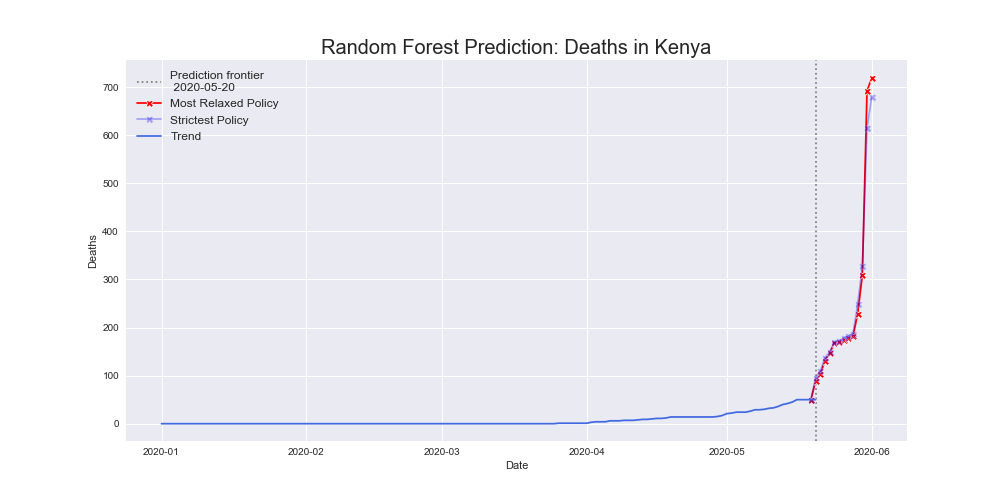 Random Forest Prediction: Deaths in Kenya
Prediction frontier
2020-05-20
Most Relaxed Policy
Strictest Policy
Trend
700
600
500
400
300
200
100
0
Deaths
2020-01
2020-02
2020-03
2020-04
2020-05
2020-06
Date